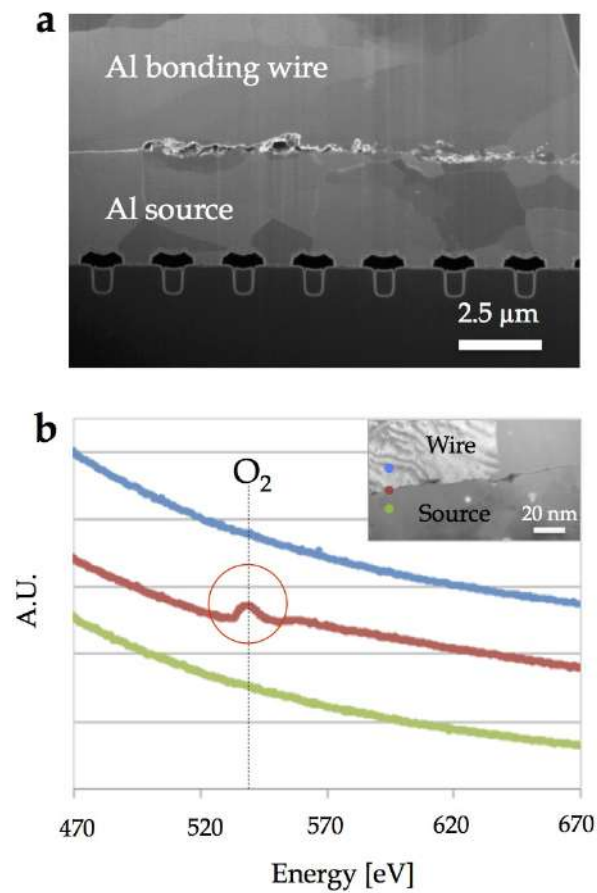 a
Al bonding wire
Al source
2.5 μm
b
O₂
Wire
Source
20 nm
A.U.
470 520 570 620 670
Energy [eV]